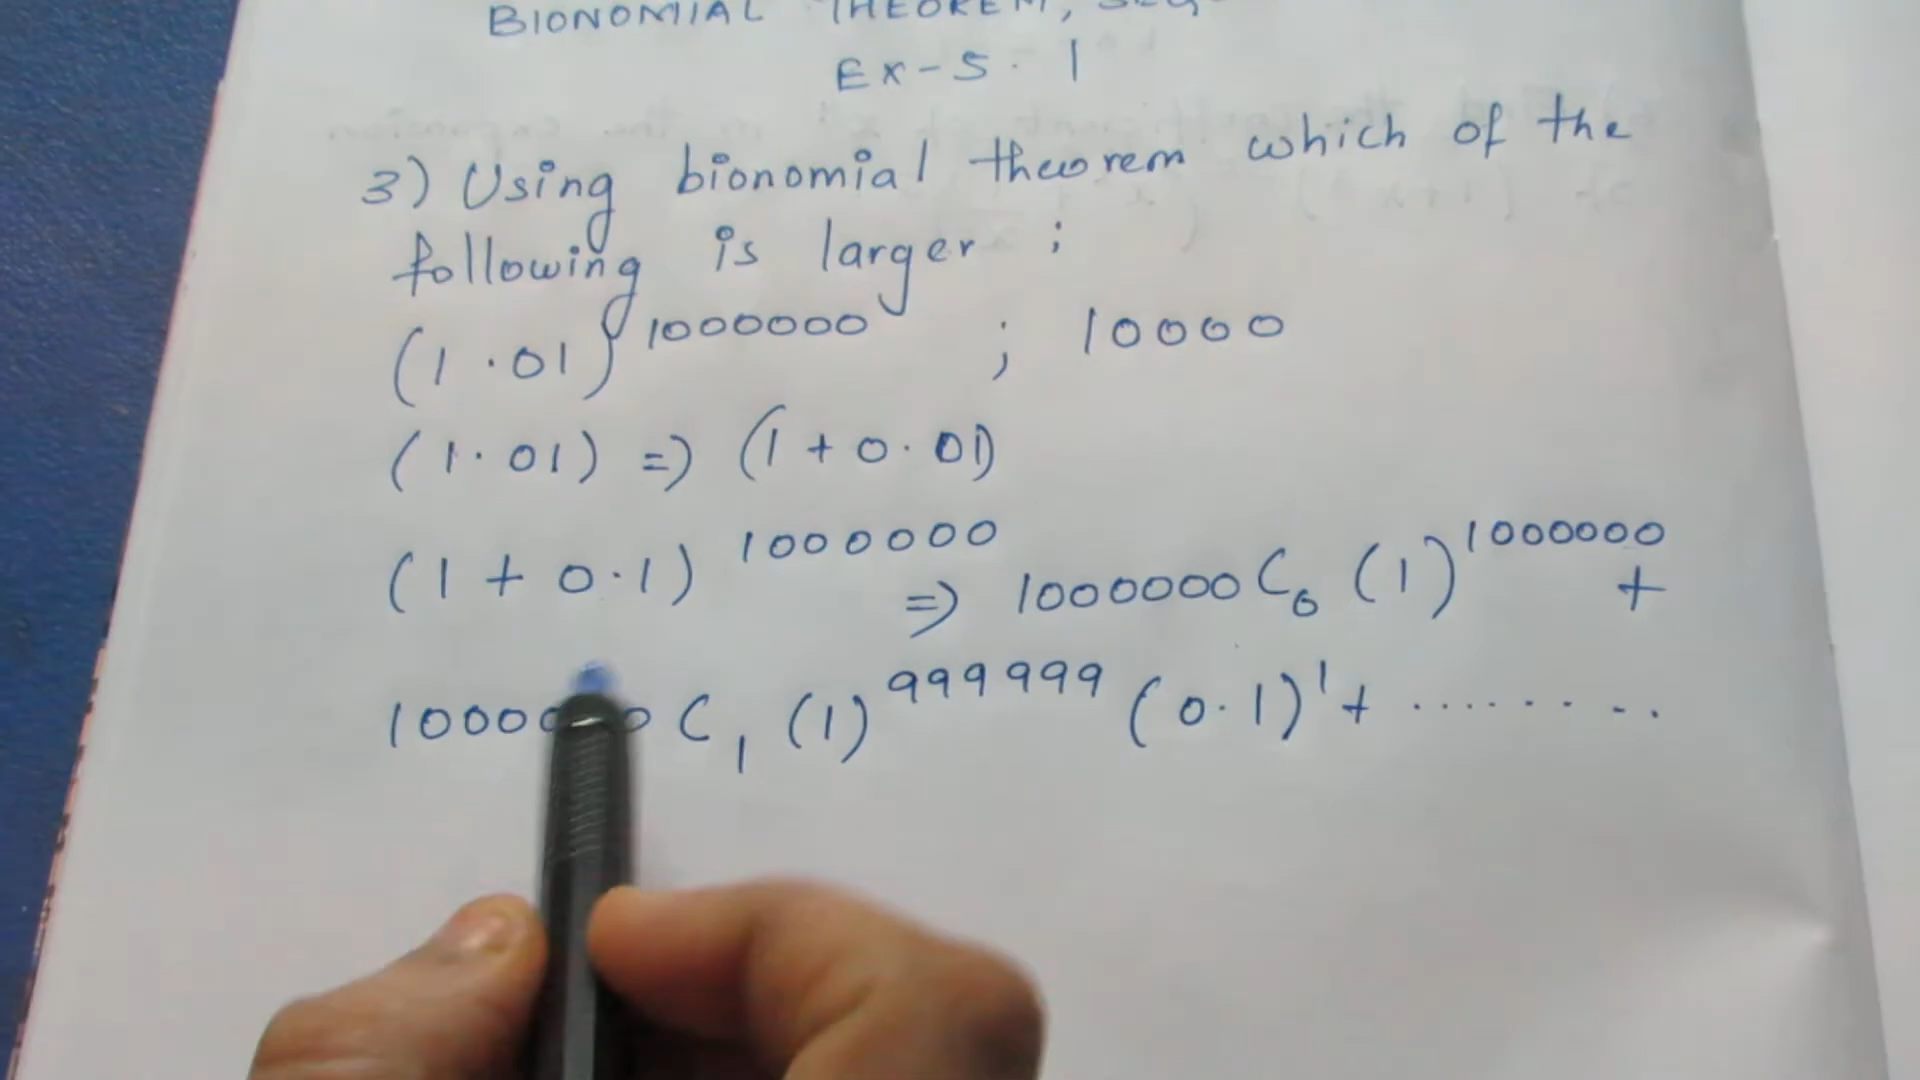 BIONOMIAL THEOREM,
Ex-5.1
3) Using bionomial theorem which of the
following is larger ;
(1.01)^1000000 ; 10000
(1.01) => (1+0.01)
(1+0.1)^1000000 => 1000000C₀ (1)^1000000 +
C₁ (1)^999999 (0.1)^1 + .........